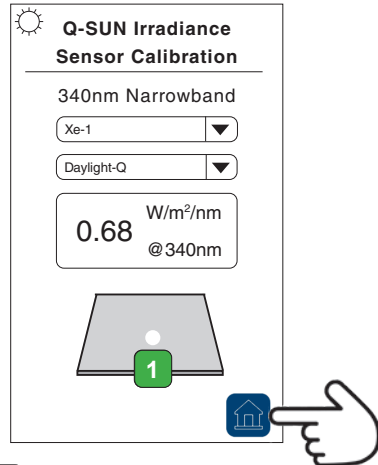 Q-SUN Irradiance
Sensor Calibration
340nm Narrowband
Xe-1
Daylight-Q
0.68 W/m²/nm
@340nm
1